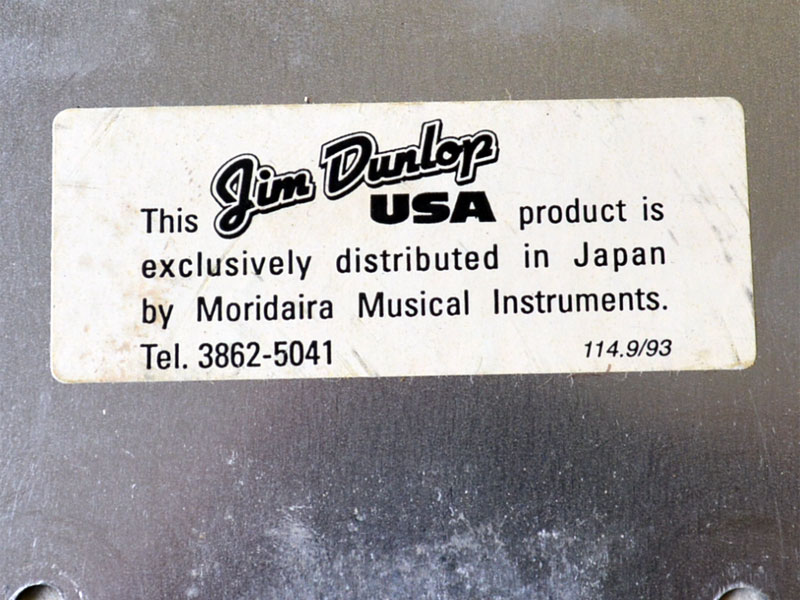 This Jim Dunlop USA product is
exclusively distributed in Japan
by Moridaira Musical Instruments.
Tel. 3862-5041 114.9/93